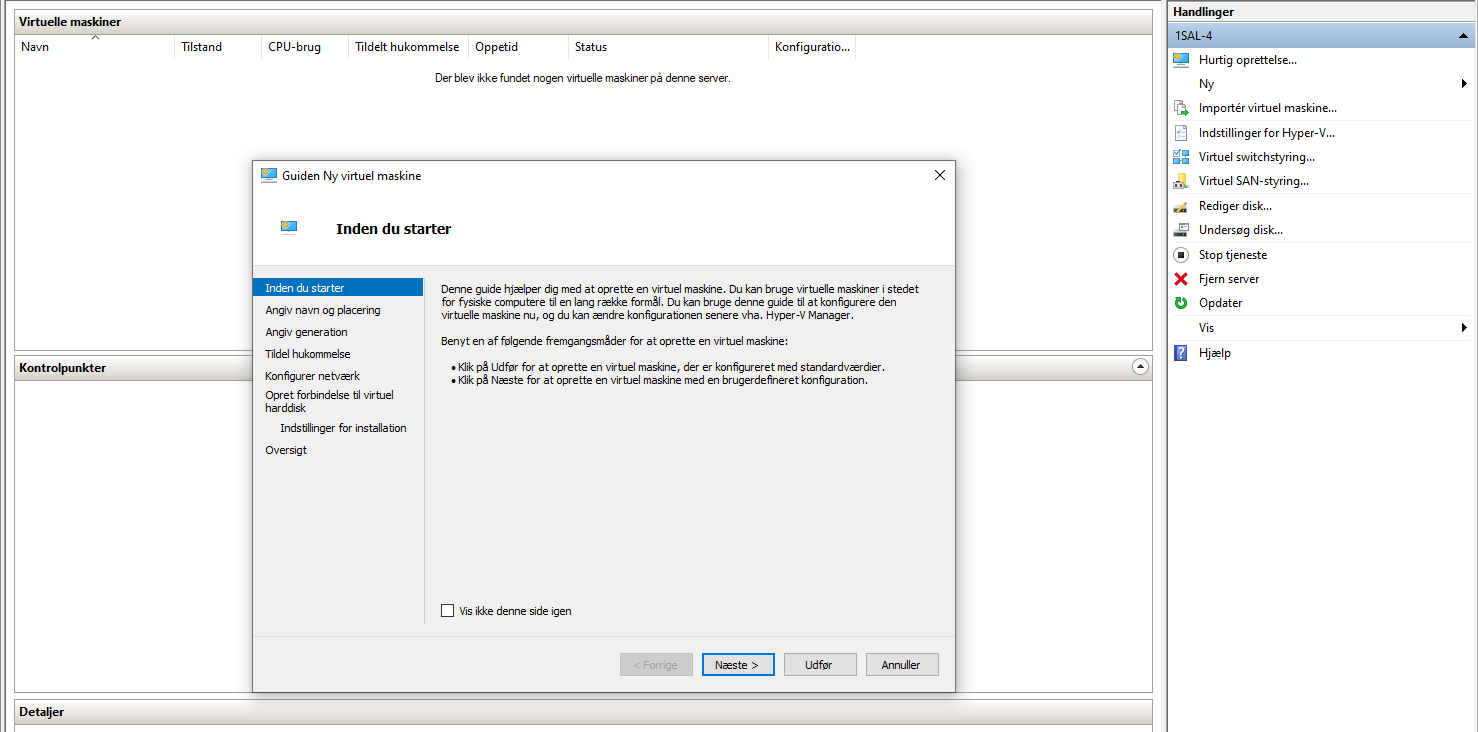 Virtuelle maskiner
Navn Tilstand CPU-brug Tildelt hukommelse Oppetid Status Konfiguratio...
Der blev ikke fundet nogen virtuelle maskiner på denne server.
Guiden Ny virtuel maskine
Inden du starter
Inden du starter
Angiv navn og placering
Angiv generation
Tildel hukommelse
Konfigurer netværk
Opret forbindelse til virtuel
harddisk
Indstillinger for installation
Oversigt
Denne guide hjælper dig med at oprette en virtuel maskine. Du kan bruge virtuelle maskiner i stedet
for fysiske computere til en lang række formål. Du kan bruge denne guide til at konfigurere den
virtuelle maskine nu, og du kan ændre konfigurationen senere vha. Hyper-V Manager.
Benyt en af følgende fremgangsmåder for at oprette en virtuel maskine:
• Klik på Udfør for at oprette en virtuel maskine, der er konfigureret med standardværdier.
• Klik på Næste for at oprette en virtuel maskine med en brugerdefineret konfiguration.
Vis ikke denne side igen
< Forrige Næste > Udfør Annuller
Kontrolpunkter
Detaljer
Handlinger
1SAL-4
Hurtig oprettelse...
Ny
Importér virtuel maskine...
Indstillinger for Hyper-V...
Virtuel switchstyring...
Virtuel SAN-styring...
Rediger disk...
Undersøg disk...
Stop tjeneste
Fjern server
Opdater
Vis
Hjælp